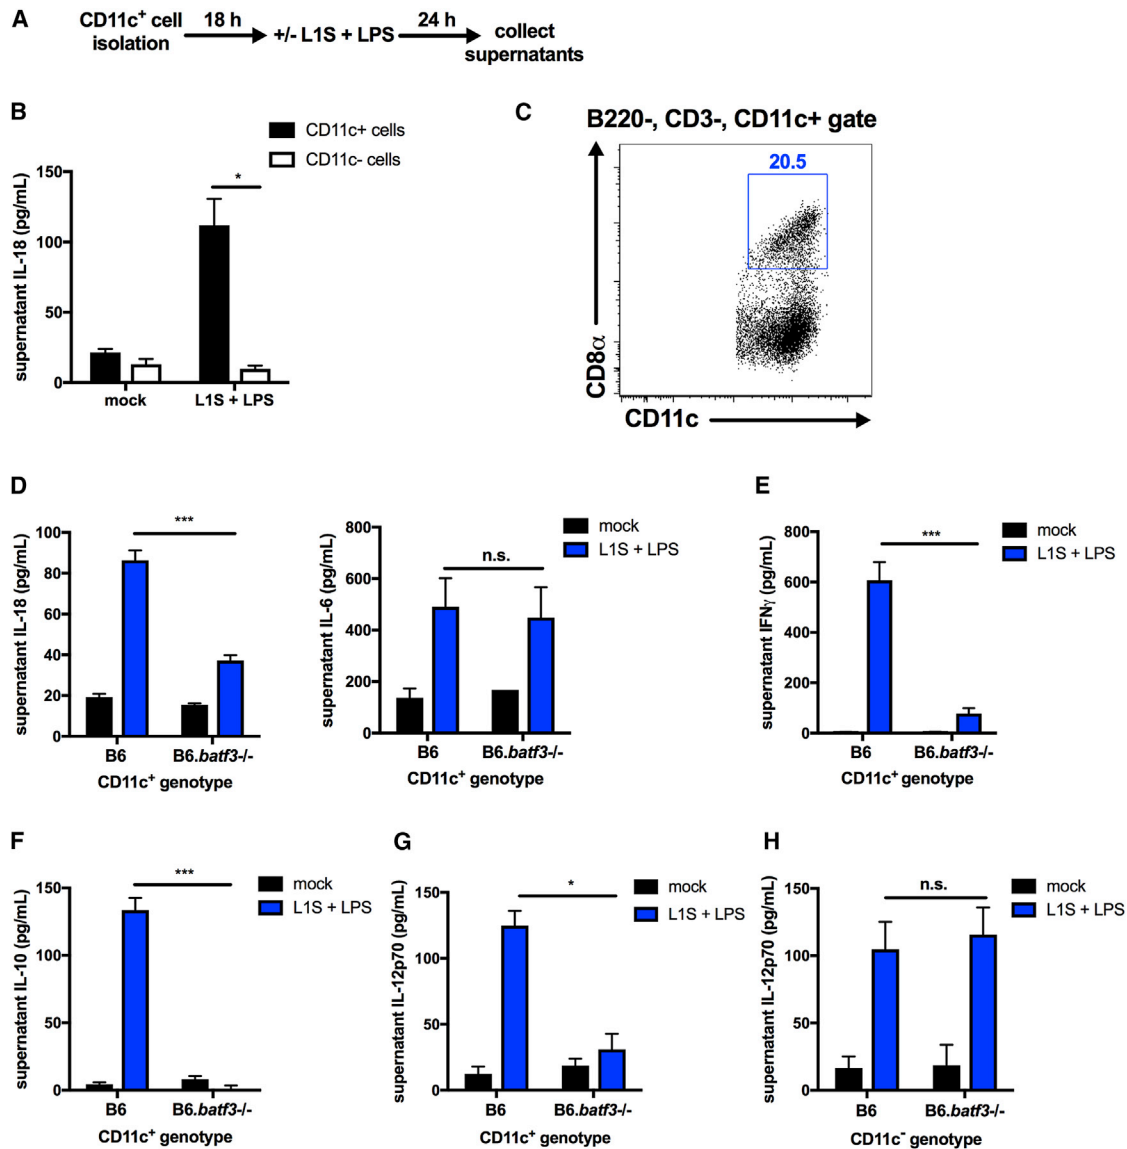 A
CD11c⁺ cell isolation
18 h
+/- L1S + LPS
24 h
collect supernatants
B
CD11c+ cells
CD11c- cells
supernatant IL-18 (pg/mL)
150
100
50
0
*
mock
L1S + LPS
C
B220-, CD3-, CD11c+ gate
20.5
CD8α
CD11c
D
supernatant IL-18 (pg/mL)
100
80
60
40
20
0
***
B6
B6.batf3-/-
CD11c⁺ genotype
supernatant IL-6 (pg/mL)
800
600
400
200
0
n.s.
mock
L1S + LPS
B6
B6.batf3-/-
CD11c⁺ genotype
E
supernatant IFNγ (pg/mL)
800
600
400
200
0
***
mock
L1S + LPS
B6
B6.batf3-/-
CD11c⁺ genotype
F
supernatant IL-10 (pg/mL)
150
100
50
0
***
mock
L1S + LPS
B6
B6.batf3-/-
CD11c⁺ genotype
G
supernatant IL-12p70 (pg/mL)
150
100
50
0
*
mock
L1S + LPS
B6
B6.batf3-/-
CD11c⁺ genotype
H
supernatant IL-12p70 (pg/mL)
150
100
50
0
n.s.
mock
L1S + LPS
B6
B6.batf3-/-
CD11c⁻ genotype